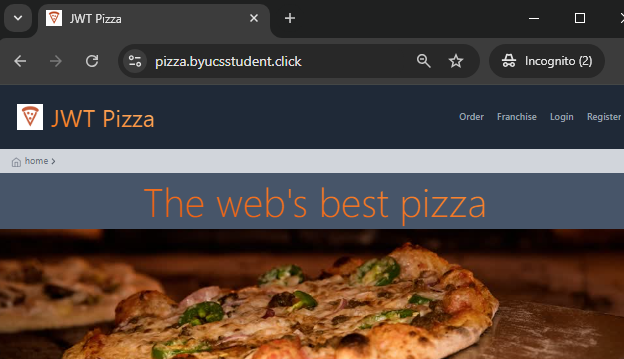 JWT Pizza
pizza.byucsstudent.click
Incognito (2)
JWT Pizza
Order Franchise Login Register
home
The web's best pizza